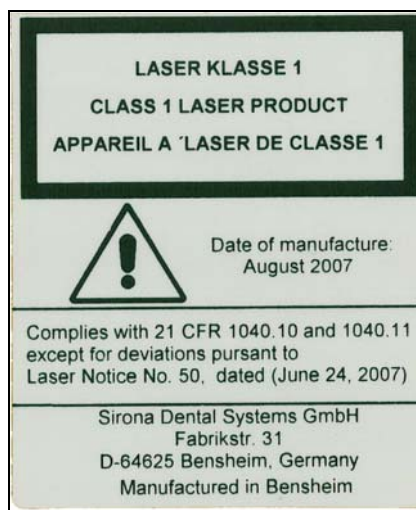 LASER KLASSE 1
CLASS 1 LASER PRODUCT
APPAREIL A ´LASER DE CLASSE 1
Date of manufacture:
August 2007
Complies with 21 CFR 1040.10 and 1040.11
except for deviations pursant to
Laser Notice No. 50, dated (June 24, 2007)
Sirona Dental Systems GmbH
Fabrikstr. 31
D-64625 Bensheim, Germany
Manufactured in Bensheim